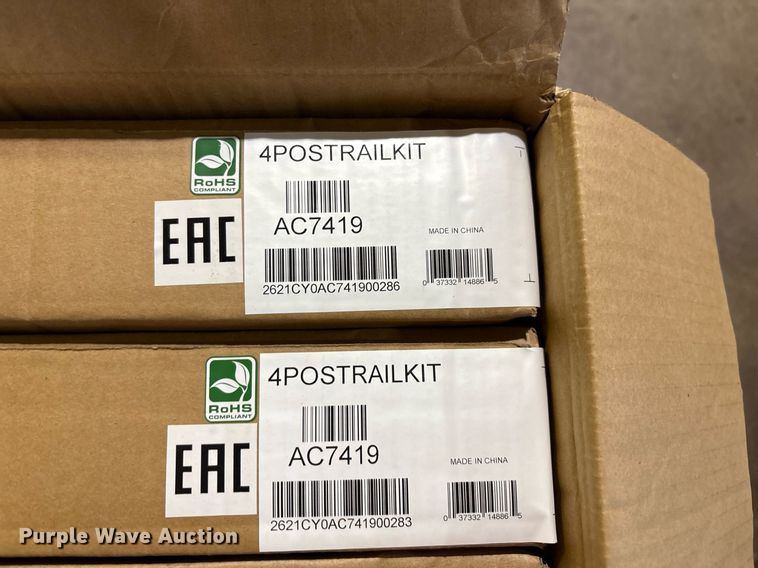 4POSTRAILKIT
RoHS
COMPLIANT
EAC
AC7419
MADE IN CHINA
2621CY0AC741900286
0 37332 14886 5
4POSTRAILKIT
RoHS
COMPLIANT
EAC
AC7419
MADE IN CHINA
2621CY0AC741900283
0 37332 14886 5
Purple Wave Auction